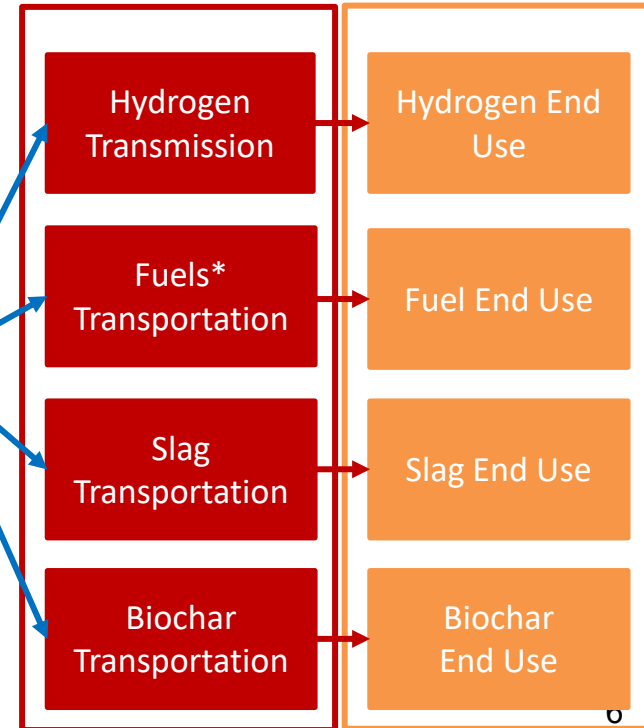 Hydrogen
Transmission
Hydrogen End
Use
Fuels*
Transportation
Fuel End Use
Slag
Transportation
Slag End Use
Biochar
Transportation
Biochar
End Use
6